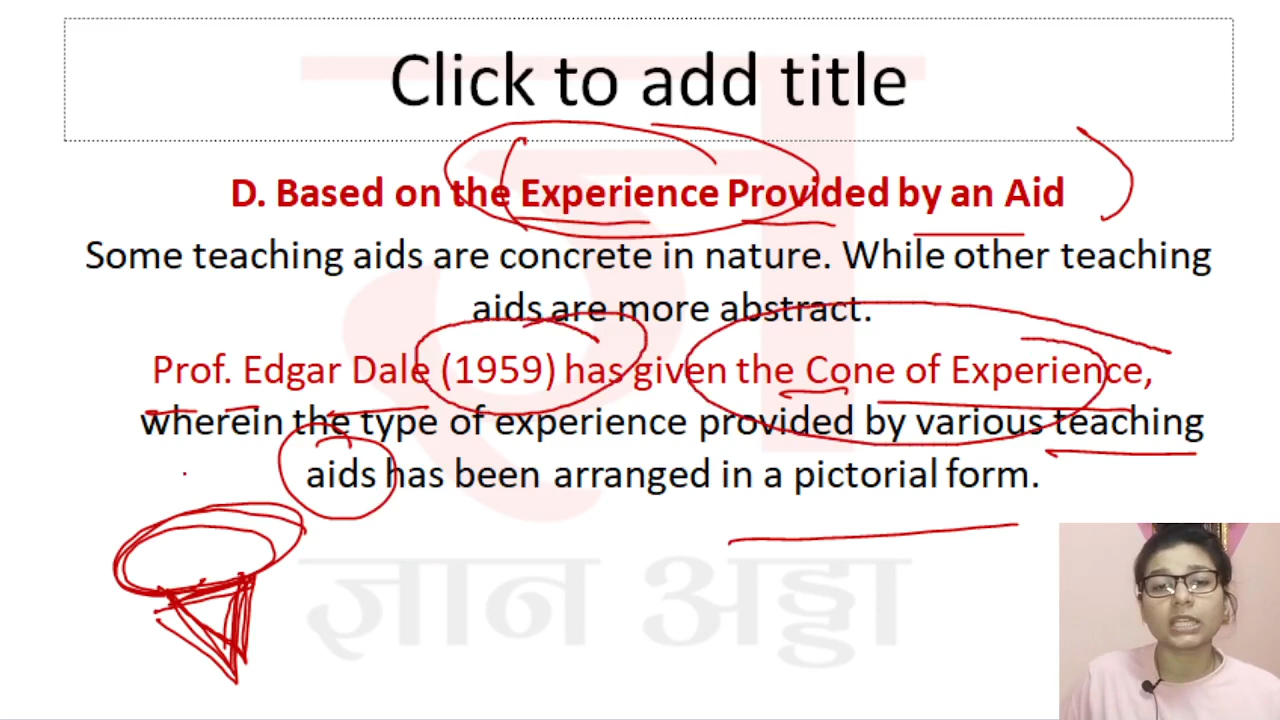 Click to add title
D. Based on the Experience Provided by an Aid
Some teaching aids are concrete in nature. While other teaching
aids are more abstract.
Prof. Edgar Dale (1959) has given the Cone of Experience,
wherein the type of experience provided by various teaching
aids has been arranged in a pictorial form.
ज्ञान अड्डा